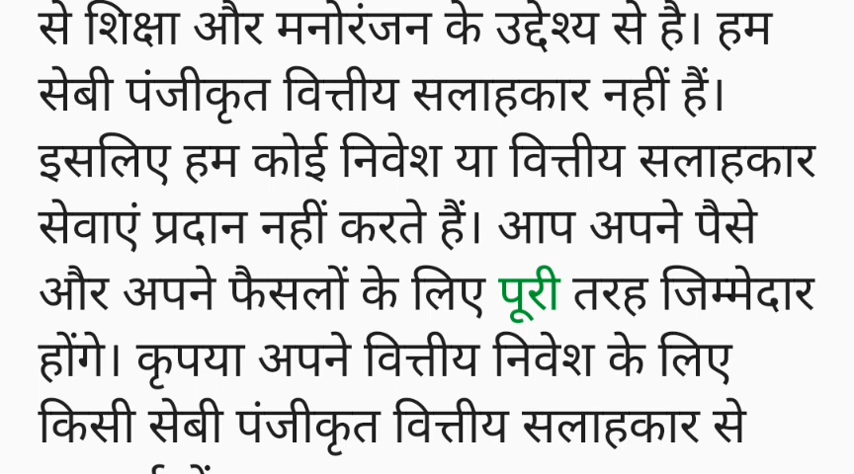 से शिक्षा और मनोरंजन के उद्देश्य से है। हम
सेबी पंजीकृत वित्तीय सलाहकार नहीं हैं।
इसलिए हम कोई निवेश या वित्तीय सलाहकार
सेवाएं प्रदान नहीं करते हैं। आप अपने पैसे
और अपने फैसलों के लिए पूरी तरह जिम्मेदार
होंगे। कृपया अपने वित्तीय निवेश के लिए
किसी सेबी पंजीकृत वित्तीय सलाहकार से